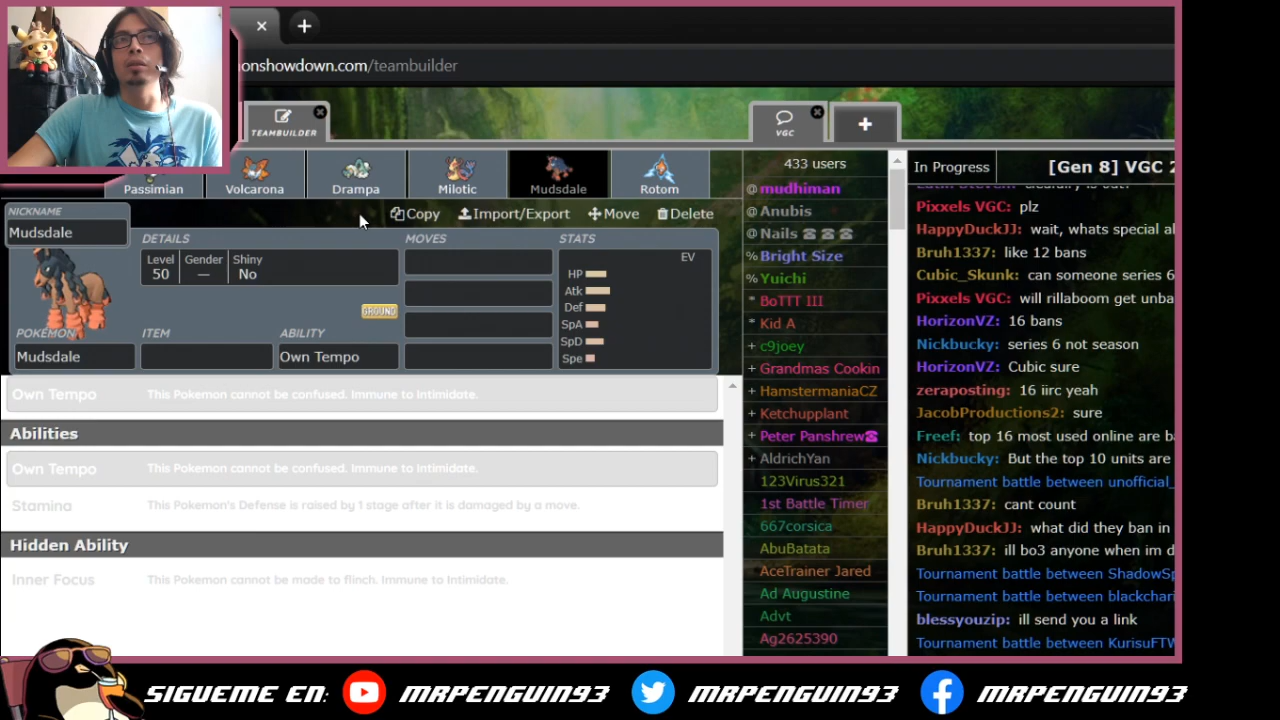 onshowdown.com/teambuilder
TEAMBUILDER
VGC
Passimian
Volcarona
Drampa
Milotic
Mudsdale
Rotom
Copy
Import/Export
Move
Delete
NICKNAME
Mudsdale
DETAILS
Level
50
Gender
—
Shiny
No
GROUND
POKÉMON
Mudsdale
ITEM
ABILITY
Own Tempo
MOVES
STATS
EV
HP
Atk
Def
SpA
SpD
Spe
Own Tempo This Pokemon cannot be confused. Immune to Intimidate.
Abilities
Own Tempo This Pokemon cannot be confused. Immune to Intimidate.
Stamina This Pokemon's Defense is raised by 1 stage after it is damaged by a move.
Hidden Ability
Inner Focus This Pokemon cannot be made to flinch. Immune to Intimidate.
433 users
@ mudhiman
@ Anubis
@ Nails ☎ ☎ ☎
% Bright Size
% Yuichi
* BoTTT III
* Kid A
+ c9joey
+ Grandmas Cookin
+ HamstermaniaCZ
+ Ketchupplant
+ Peter Panshrew☎
+ AldrichYan
123Virus321
1st Battle Timer
667corsica
AbuBatata
AceTrainer Jared
Ad Augustine
Advt
Ag2625390
In Progress
[Gen 8] VGC 2
Pixxels VGC: plz
HappyDuckJJ: wait, whats special a
Bruh1337: like 12 bans
Cubic_Skunk: can someone series 6
Pixxels VGC: will rillaboom get unba
HorizonVZ: 16 bans
Nickbucky: series 6 not season
HorizonVZ: Cubic sure
zeraposting: 16 iirc yeah
JacobProductions2: sure
Freef: top 16 most used online are b
Nickbucky: But the top 10 units are
Tournament battle between unofficial_
Bruh1337: cant count
HappyDuckJJ: what did they ban in
Bruh1337: ill bo3 anyone when im d
Tournament battle between ShadowSp
Tournament battle between blackchari
blessyouzip: ill send you a link
Tournament battle between KurisuFTW
SIGUEME EN: MRPENGUIN93 MRPENGUIN93 MRPENGUIN93